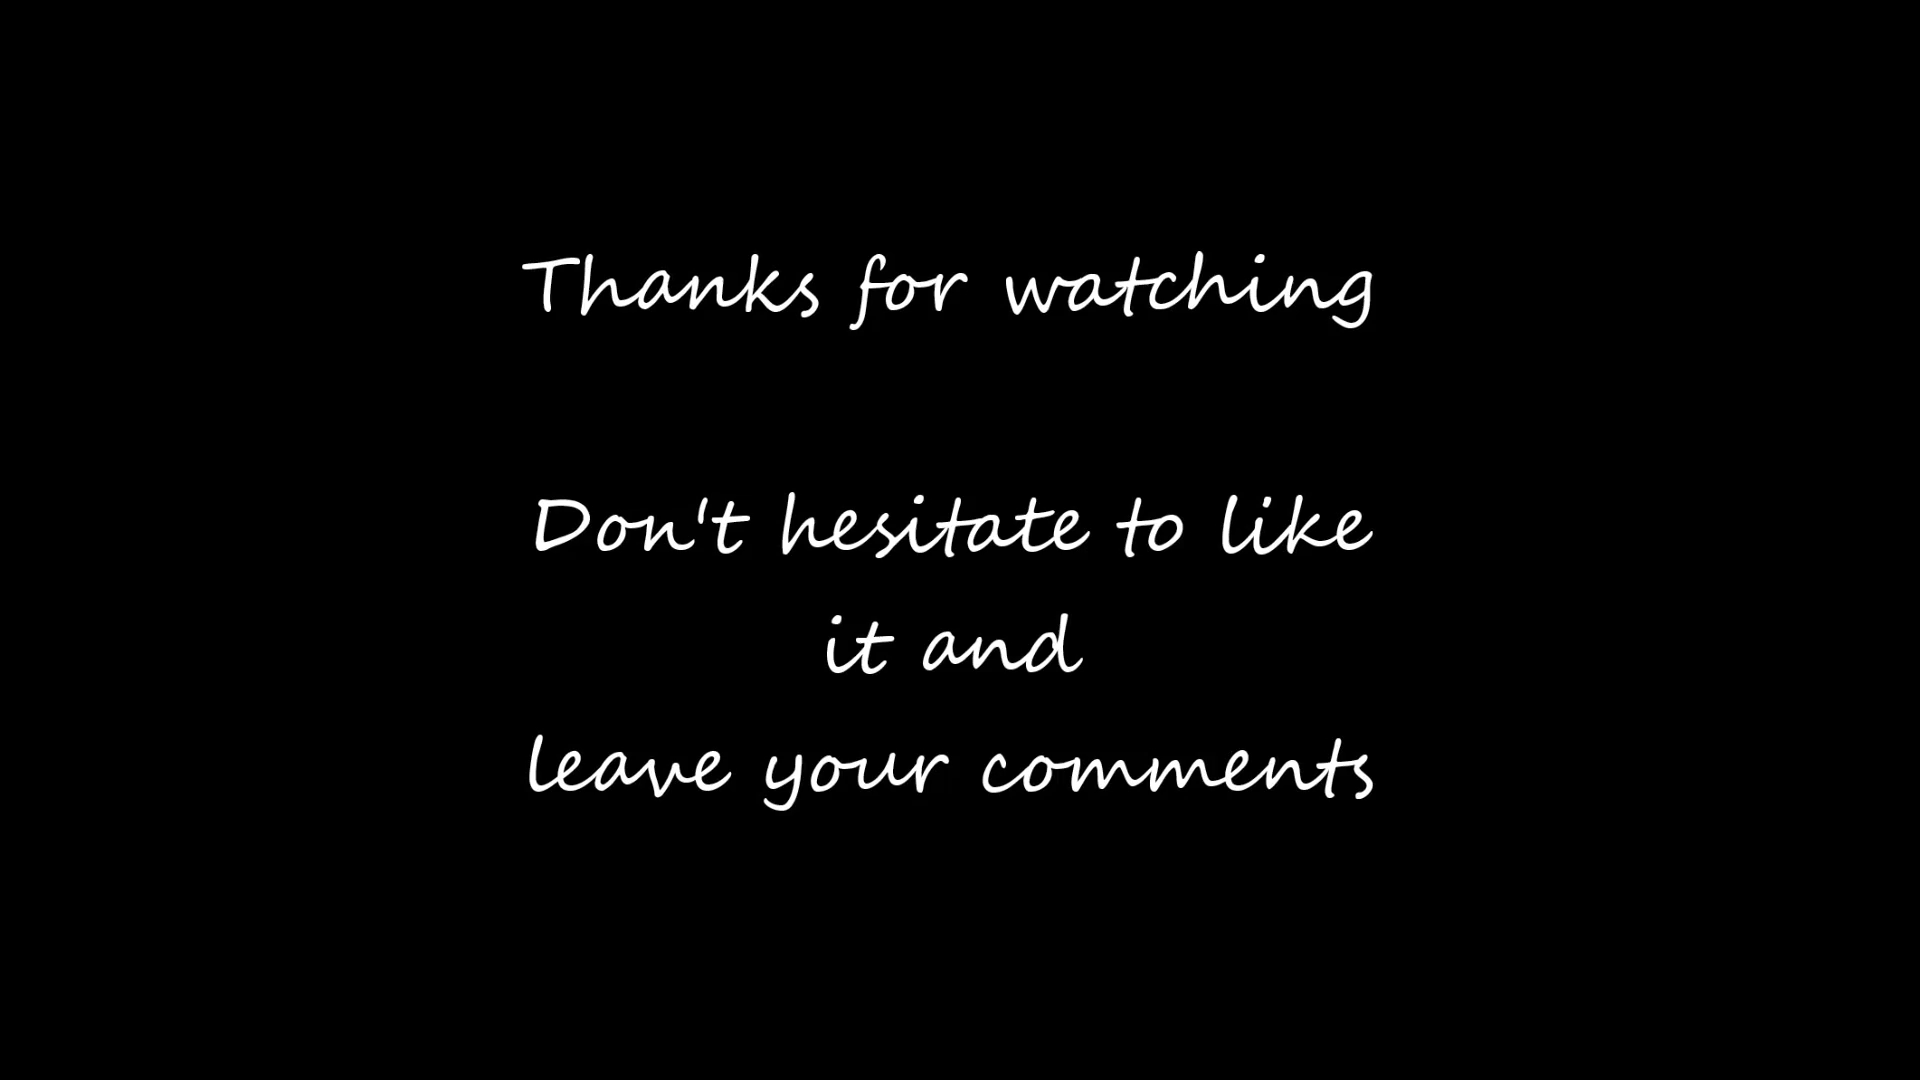 Thanks for watching
Don't hesitate to like
it and
leave your comments